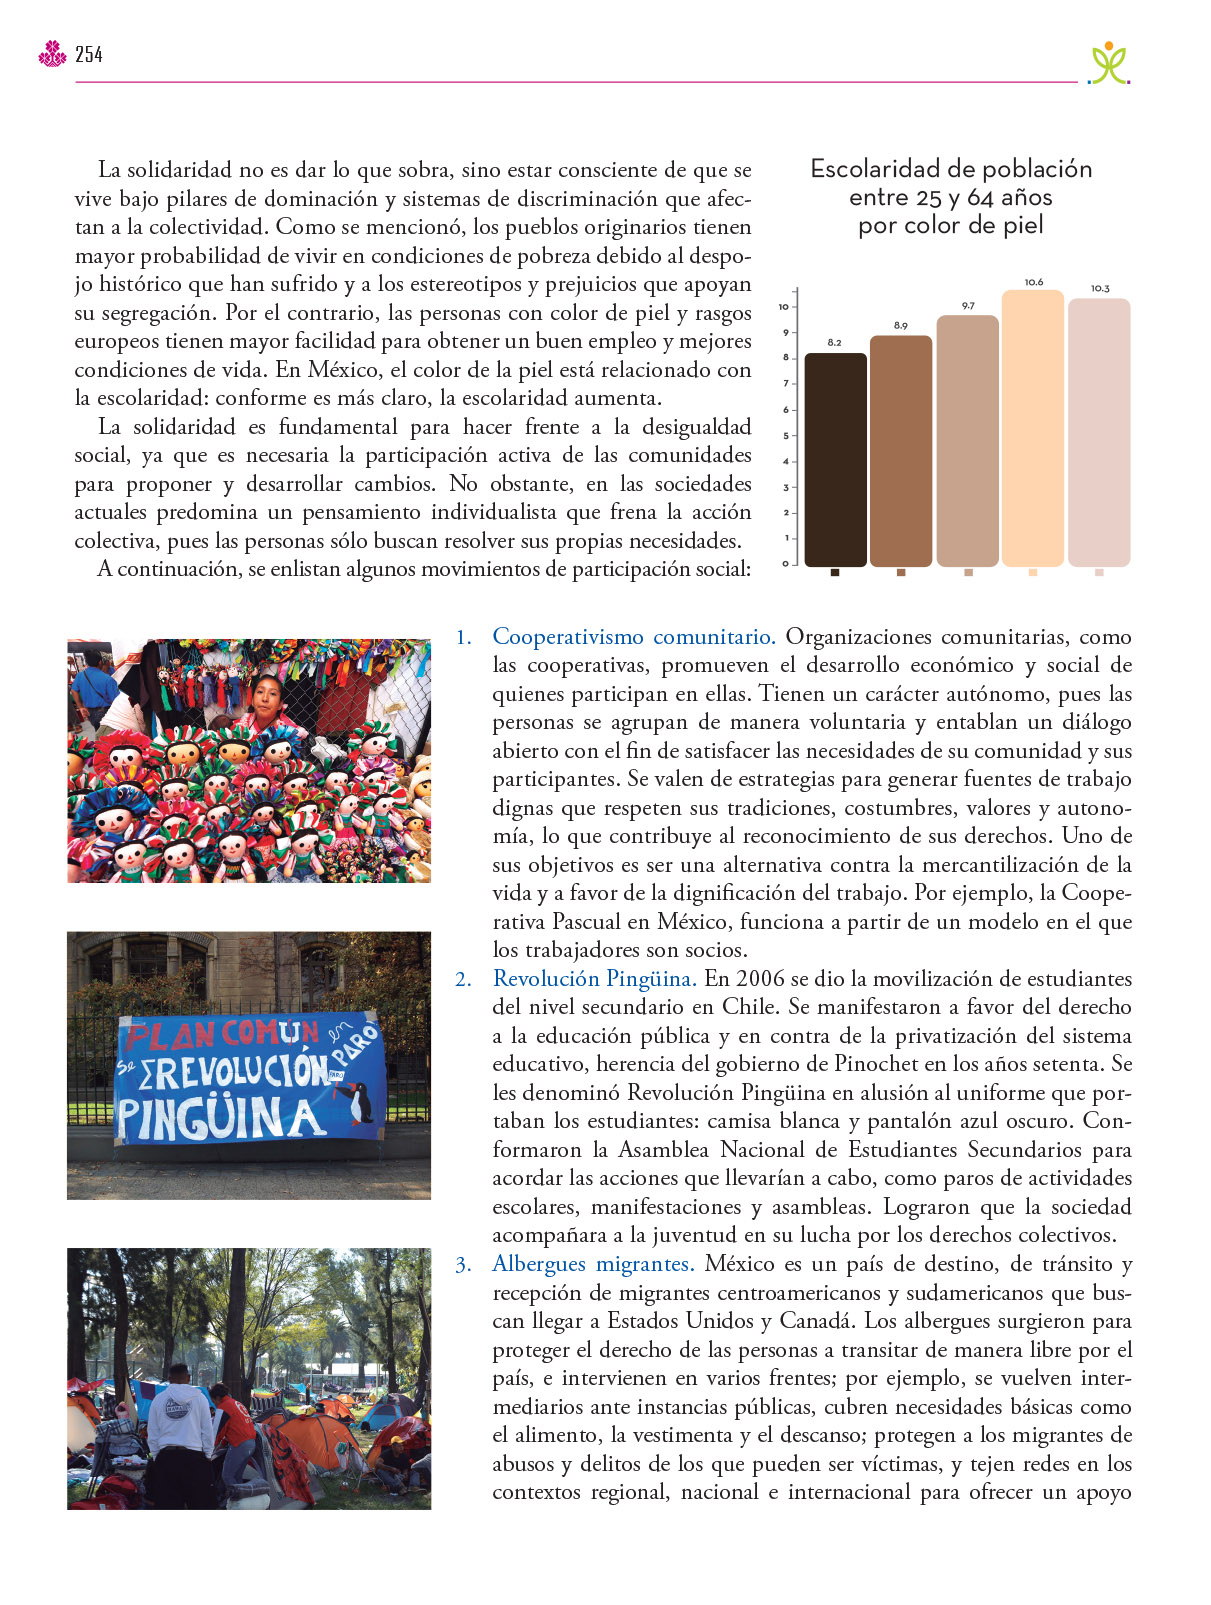 254
La solidaridad no es dar lo que sobra, sino estar consciente de que se
vive bajo pilares de dominación y sistemas de discriminación que afec-
tan a la colectividad. Como se mencionó, los pueblos originarios tienen
mayor probabilidad de vivir en condiciones de pobreza debido al despo-
jo histórico que han sufrido y a los estereotipos y prejuicios que apoyan
su segregación. Por el contrario, las personas con color de piel y rasgos
europeos tienen mayor facilidad para obtener un buen empleo y mejores
condiciones de vida. En México, el color de la piel está relacionado con
la escolaridad: conforme es más claro, la escolaridad aumenta.
La solidaridad es fundamental para hacer frente a la desigualdad
social, ya que es necesaria la participación activa de las comunidades
para proponer y desarrollar cambios. No obstante, en las sociedades
actuales predomina un pensamiento individualista que frena la acción
colectiva, pues las personas sólo buscan resolver sus propias necesidades.
A continuación, se enlistan algunos movimientos de participación social:
Escolaridad de población
entre 25 y 64 años
por color de piel
10
9
8
7
6
5
4
3
2
1
0
8.2
8.9
9.7
10.6
10.3
1. Cooperativismo comunitario. Organizaciones comunitarias, como
las cooperativas, promueven el desarrollo económico y social de
quienes participan en ellas. Tienen un carácter autónomo, pues las
personas se agrupan de manera voluntaria y entablan un diálogo
abierto con el fin de satisfacer las necesidades de su comunidad y sus
participantes. Se valen de estrategias para generar fuentes de trabajo
dignas que respeten sus tradiciones, costumbres, valores y autono-
mía, lo que contribuye al reconocimiento de sus derechos. Uno de
sus objetivos es ser una alternativa contra la mercantilización de la
vida y a favor de la dignificación del trabajo. Por ejemplo, la Coope-
rativa Pascual en México, funciona a partir de un modelo en el que
los trabajadores son socios.
2. Revolución Pingüina. En 2006 se dio la movilización de estudiantes
del nivel secundario en Chile. Se manifestaron a favor del derecho
a la educación pública y en contra de la privatización del sistema
educativo, herencia del gobierno de Pinochet en los años setenta. Se
les denominó Revolución Pingüina en alusión al uniforme que por-
taban los estudiantes: camisa blanca y pantalón azul oscuro. Con-
formaron la Asamblea Nacional de Estudiantes Secundarios para
acordar las acciones que llevarían a cabo, como paros de actividades
escolares, manifestaciones y asambleas. Lograron que la sociedad
acompañara a la juventud en su lucha por los derechos colectivos.
3. Albergues migrantes. México es un país de destino, de tránsito y
recepción de migrantes centroamericanos y sudamericanos que bus-
can llegar a Estados Unidos y Canadá. Los albergues surgieron para
proteger el derecho de las personas a transitar de manera libre por el
país, e intervienen en varios frentes; por ejemplo, se vuelven inter-
mediarios ante instancias públicas, cubren necesidades básicas como
el alimento, la vestimenta y el descanso; protegen a los migrantes de
abusos y delitos de los que pueden ser víctimas, y tejen redes en los
contextos regional, nacional e internacional para ofrecer un apoyo
PLAN COMÚN en PARO
Se ΣREVOLUCIÓN
PINGÜINA